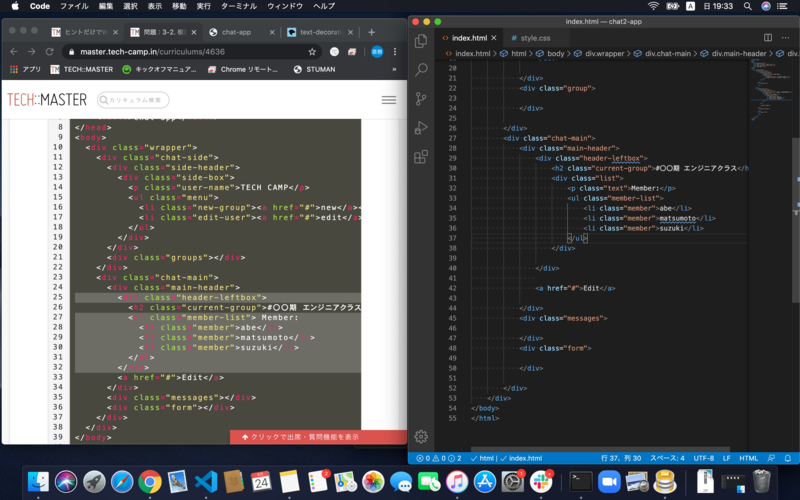 Code ファイル 編集 選択 表示 移動 実行 ターミナル ウィンドウ ヘルプ
日 19:33
問題：3-2.
chat-app
text-decorati
master.tech-camp.in/curriculums/4636
アプリ TECH::MASTER キックオフマニュア... Chrome リモート... STUMAN
TECH::MASTER カリキュラム検索
8 </head>
9 <body>
10 <div class="wrapper">
11 <div class="chat-side">
12 <div class="side-header">
13 <div class="side-box">
14 <p class="user-name">TECH CAMP</p>
15 <ul class="menu">
16 <li class="new-group"><a href="#">new</a>
17 <li class="edit-user"><a href="#">edit</a>
18 </ul>
19 </div>
20 </div>
21 <div class="groups"></div>
22 </div>
23 <div class="chat-main">
24 <div class="main-header">
25 <div class="header-leftbox">
26 <h2 class="current-group">#〇〇期 エンジニアクラス
27 <ul class="member-list"> Member:
28 <li class="member">abe</li>
29 <li class="member">matsumoto</li>
30 <li class="member">suzuki</li>
31 </ul>
32 </div>
33 <a href="#">Edit</a>
34 </div>
35 <div class="messages"></div>
36 <div class="form"></div>
37 </div>
38 </div>
39 </body>
クリックで出席・質問機能を表示
index.html — chat2-app
index.html style.css
index.html › html › body › div.wrapper › div.chat-main › div.main-header ›
20
21 </div>
22 <div class="group">
23
24 </div>
25
26 </div>
27 <div class="chat-main">
28 <div class="main-header">
29 <div class="header-leftbox">
30 <h2 class="current-group">#〇〇期 エンジニアクラス</h
31 <div class="list">
32 <p class="text">Member:</p>
33 <ul class="member-list">
34 <li class="member">abe</li>
35 <li class="member">matsumoto</li>
36 <li class="member">suzuki</li>
37 </ul>
38 </div>
39
40 </div>
41
42 <a href="#">Edit</a>
43
44 </div>
45 <div class="messages">
46
47 </div>
48 <div class="form">
49
50 </div>
51
52 </div>
53 </div>
54 </body>
55 </html>
0 0 2 html | index.html 行 37、列 30 スペース: 4 UTF-8 LF HTML